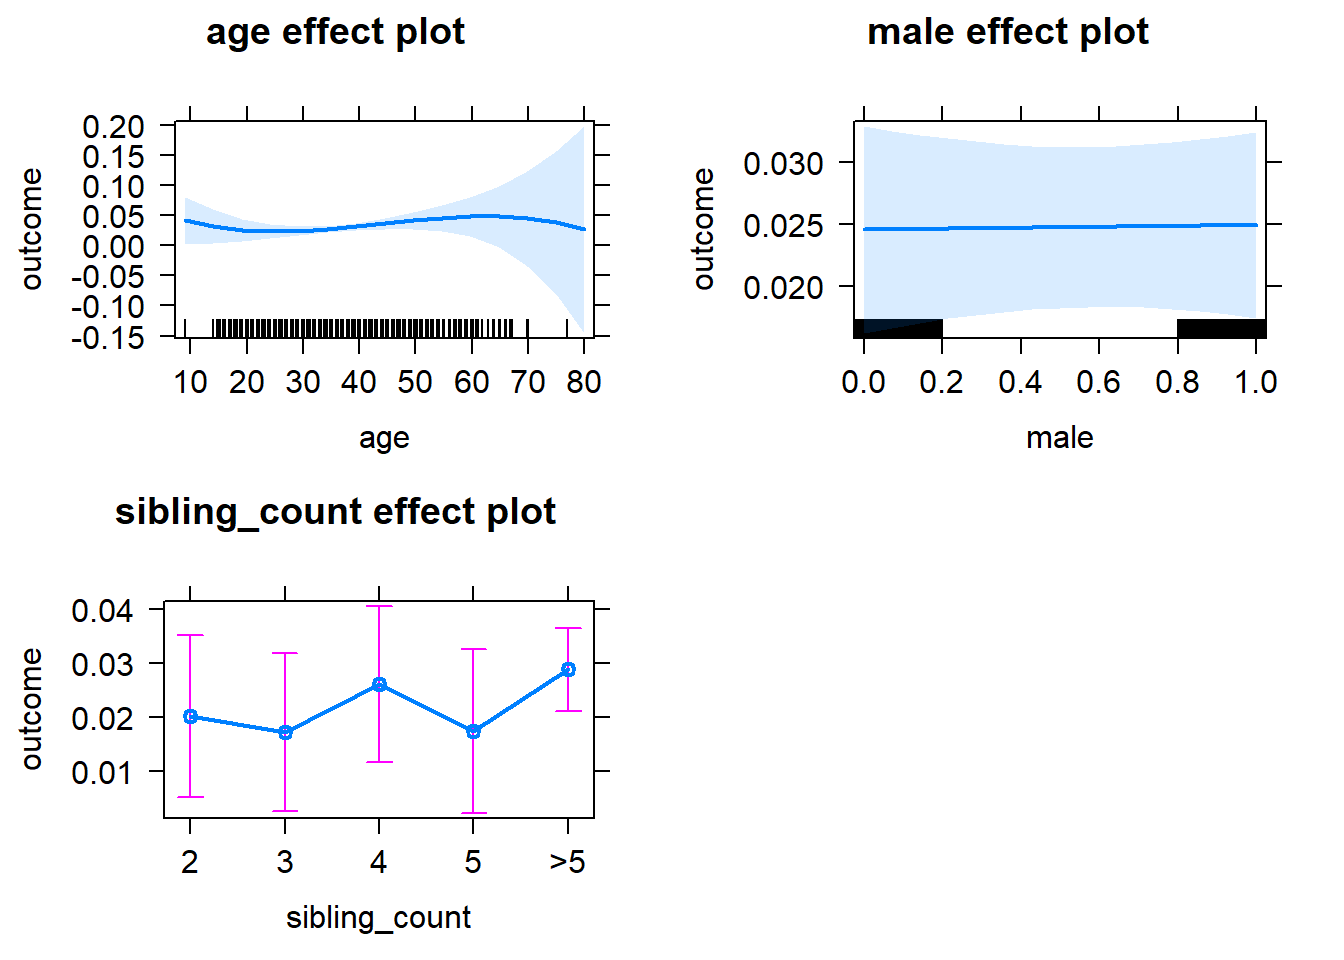 age effect plot
outcome
0.20
0.15
0.10
0.05
0.00
-0.05
-0.10
-0.15
10 20 30 40 50 60 70 80
age
male effect plot
outcome
0.030
0.025
0.020
0.0 0.2 0.4 0.6 0.8 1.0
male
sibling_count effect plot
outcome
0.04
0.03
0.02
0.01
2 3 4 5 >5
sibling_count